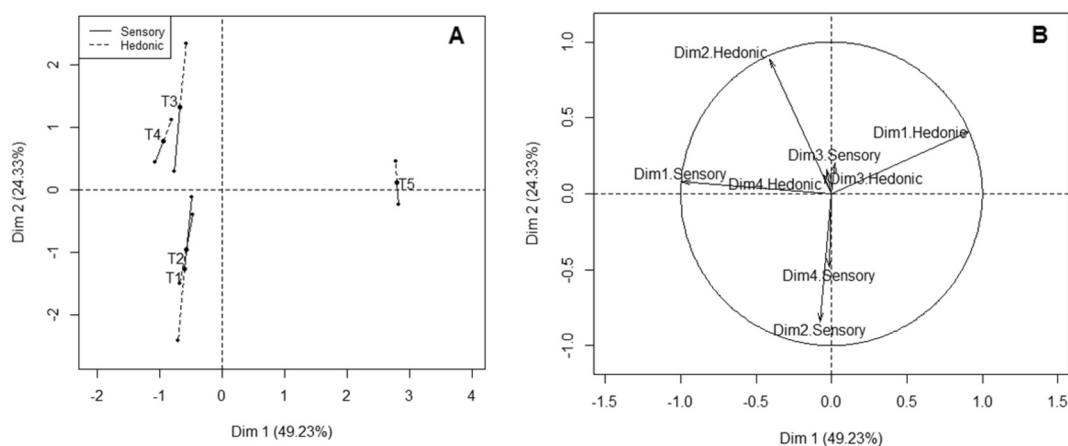 A
Sensory
Hedonic
2
1
0
-1
-2
Dim 2 (24.33%)
T3
T4
T5
T2
T1
-2 -1 0 1 2 3 4
Dim 1 (49.23%)
B
1.0
0.5
0.0
-0.5
-1.0
Dim 2 (24.33%)
Dim2.Hedonic
Dim1.Hedonic
Dim3.Sensory
Dim1.Sensory
Dim4.Hedonic
Dim3.Hedonic
Dim4.Sensory
Dim2.Sensory
-1.5 -1.0 -0.5 0.0 0.5 1.0 1.5
Dim 1 (49.23%)